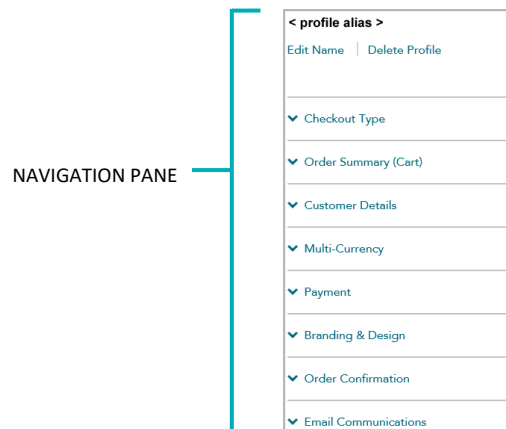 < profile alias >
Edit Name | Delete Profile
Checkout Type
Order Summary (Cart)
NAVIGATION PANE
Customer Details
Multi-Currency
Payment
Branding & Design
Order Confirmation
Email Communications